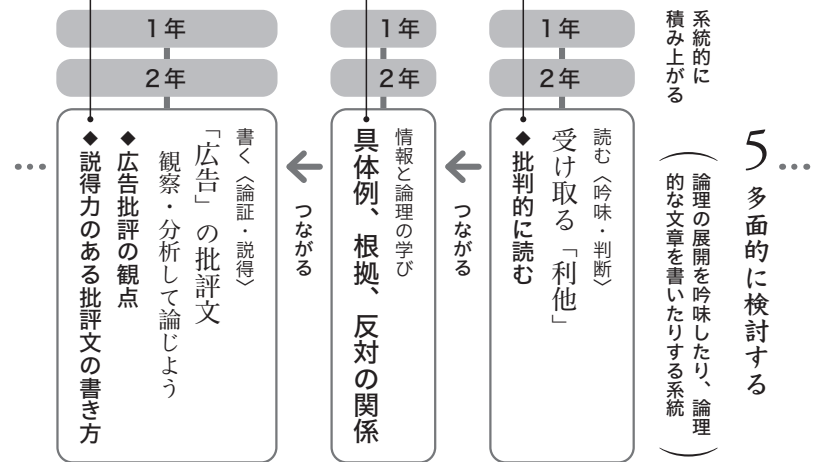 …
5 多面的に検討する
（論理の展開を吟味したり、論理
的な文章を書いたりする系統）
系統的に
積み上がる
1年
2年
読む〈吟味・判断〉
受け取る「利他」
◆批判的に読む
つながる
1年
2年
情報と論理の学び
具体例、根拠、反対の関係
つながる
1年
2年
書く〈論証・説得〉
「広告」の批評文
観察・分析して論じよう
◆広告批評の観点
◆説得力のある批評文の書き方
…